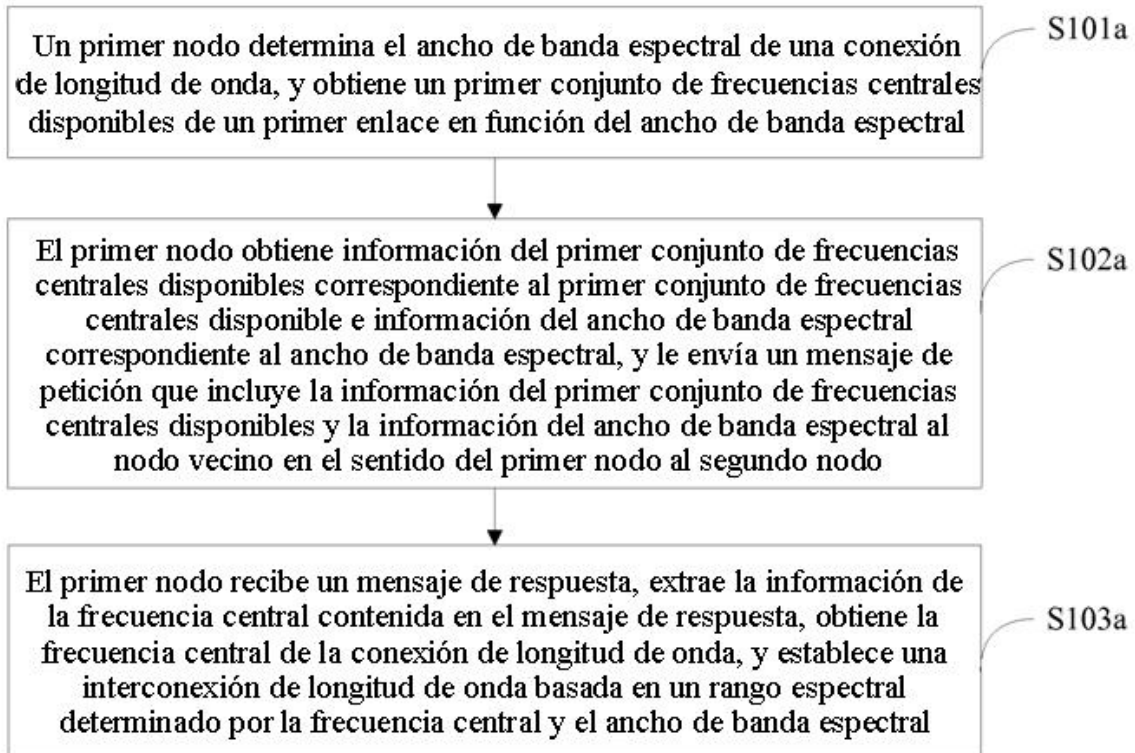 Un primer nodo determina el ancho de banda espectral de una conexión
de longitud de onda, y obtiene un primer conjunto de frecuencias centrales
disponibles de un primer enlace en función del ancho de banda espectral
S101a
El primer nodo obtiene información del primer conjunto de frecuencias
centrales disponibles correspondiente al primer conjunto de frecuencias
centrales disponible e información del ancho de banda espectral
correspondiente al ancho de banda espectral, y le envía un mensaje de
petición que incluye la información del primer conjunto de frecuencias
centrales disponibles y la información del ancho de banda espectral al
nodo vecino en el sentido del primer nodo al segundo nodo
S102a
El primer nodo recibe un mensaje de respuesta, extrae la información de
la frecuencia central contenida en el mensaje de respuesta, obtiene la
frecuencia central de la conexión de longitud de onda, y establece una
interconexión de longitud de onda basada en un rango espectral
determinado por la frecuencia central y el ancho de banda espectral
S103a